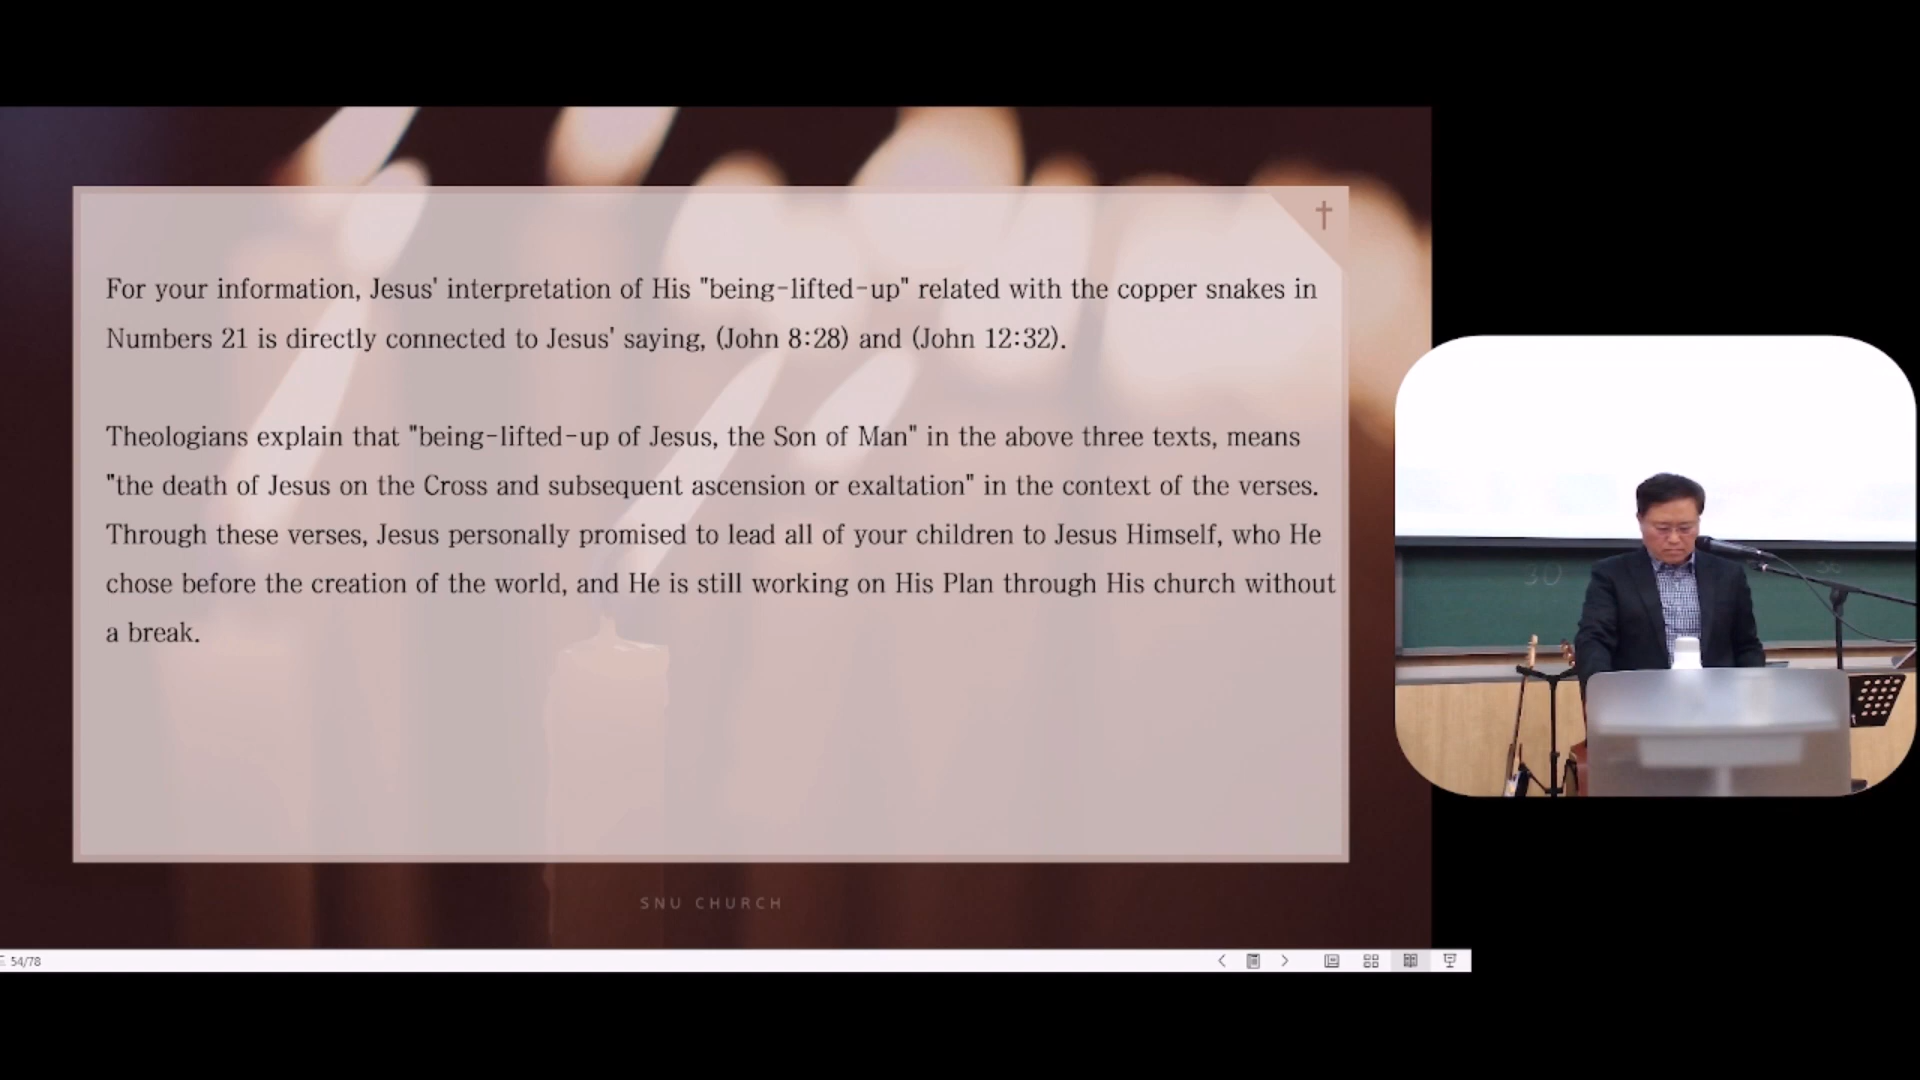 For your information, Jesus' interpretation of His "being-lifted-up" related with the copper snakes in
Numbers 21 is directly connected to Jesus' saying, (John 8:28) and (John 12:32).
Theologians explain that "being-lifted-up of Jesus, the Son of Man" in the above three texts, means
"the death of Jesus on the Cross and subsequent ascension or exaltation" in the context of the verses.
Through these verses, Jesus personally promised to lead all of your children to Jesus Himself, who He
chose before the creation of the world, and He is still working on His Plan through His church without
a break.
30
SNU CHURCH
54/78